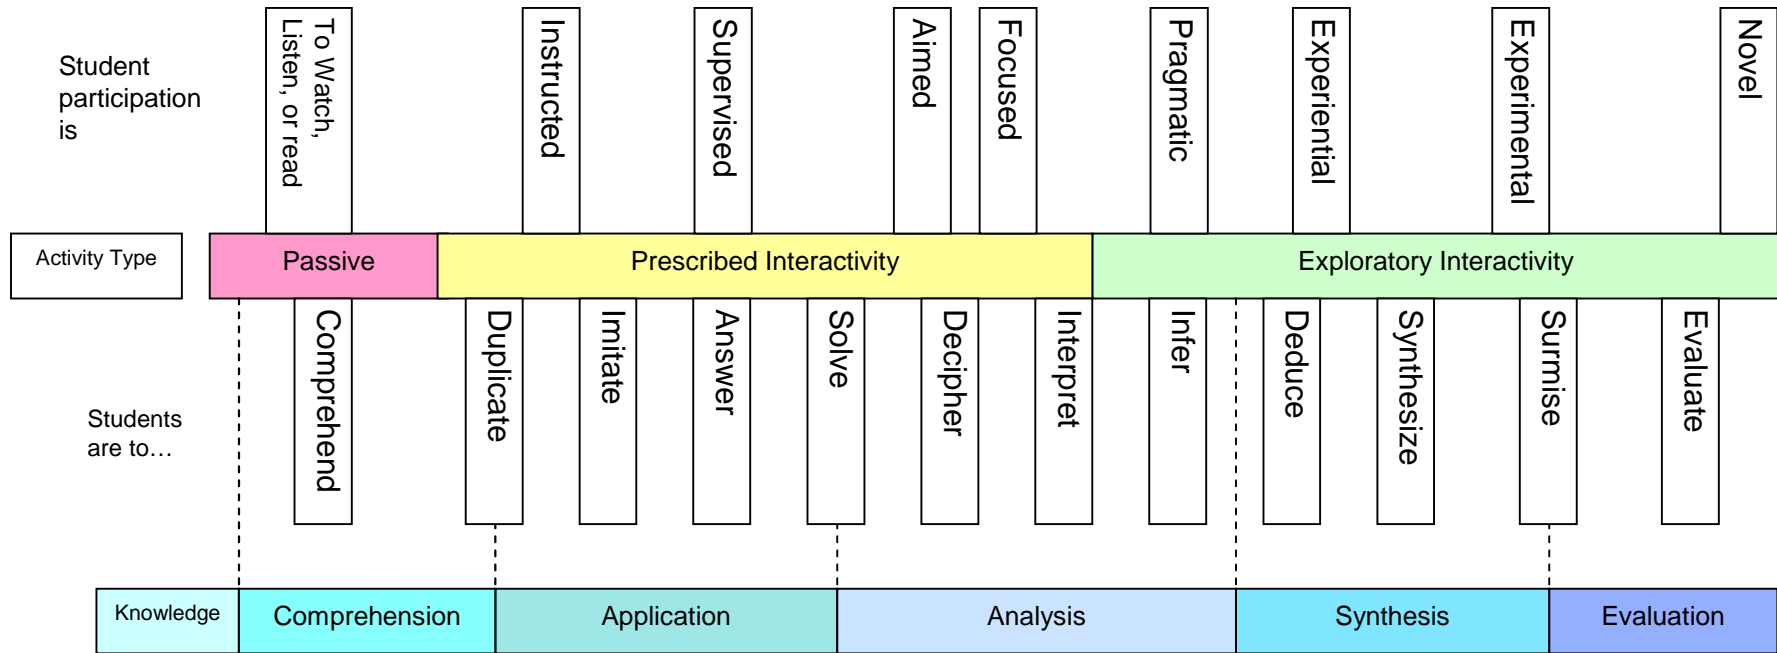 Student
participation
is
To Watch,
Listen, or read
Instructed
Supervised
Aimed
Focused
Pragmatic
Experiential
Experimental
Novel
Activity Type
Passive
Prescribed Interactivity
Exploratory Interactivity
Students
are to…
Comprehend
Duplicate
Imitate
Answer
Solve
Decipher
Interpret
Infer
Deduce
Synthesize
Surmise
Evaluate
Knowledge
Comprehension
Application
Analysis
Synthesis
Evaluation